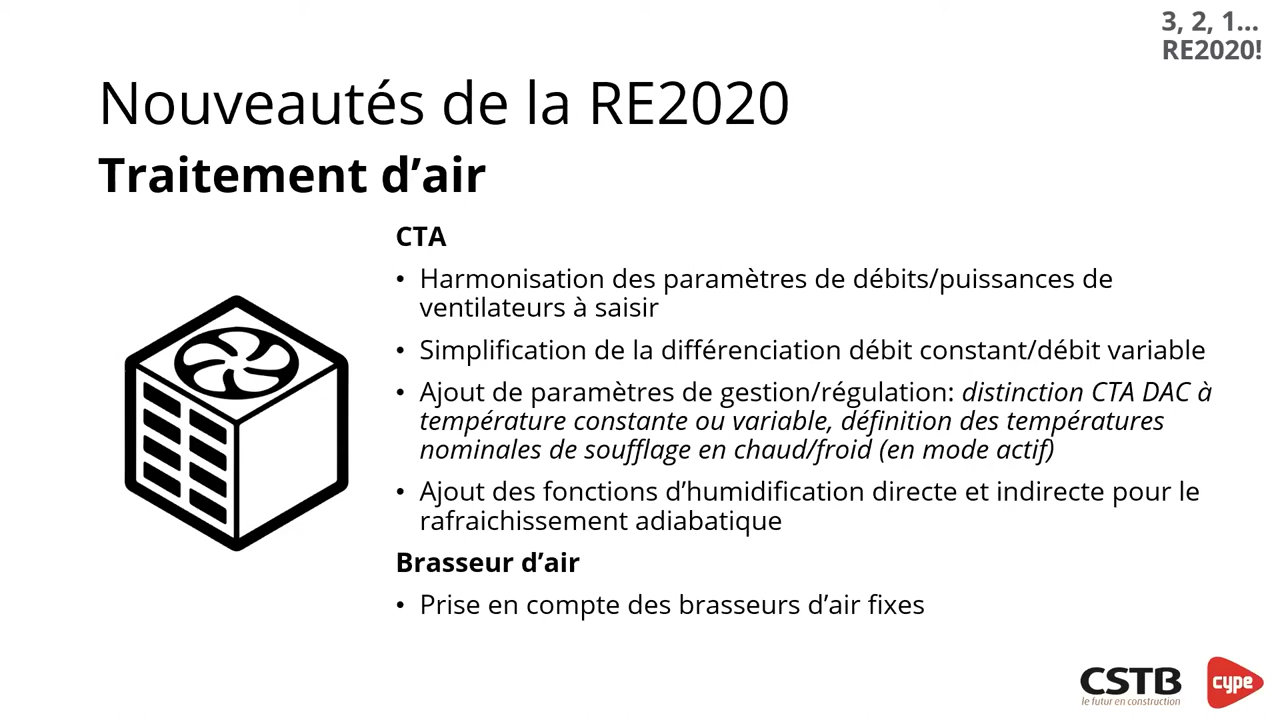 3, 2, 1...
RE2020!
Nouveautés de la RE2020
Traitement d’air
CTA
• Harmonisation des paramètres de débits/puissances de
ventilateurs à saisir
• Simplification de la différenciation débit constant/débit variable
• Ajout de paramètres de gestion/régulation: distinction CTA DAC à
température constante ou variable, définition des températures
nominales de soufflage en chaud/froid (en mode actif)
• Ajout des fonctions d’humidification directe et indirecte pour le
rafraichissement adiabatique
Brasseur d’air
• Prise en compte des brasseurs d’air fixes
CSTB
le futur en construction
cype